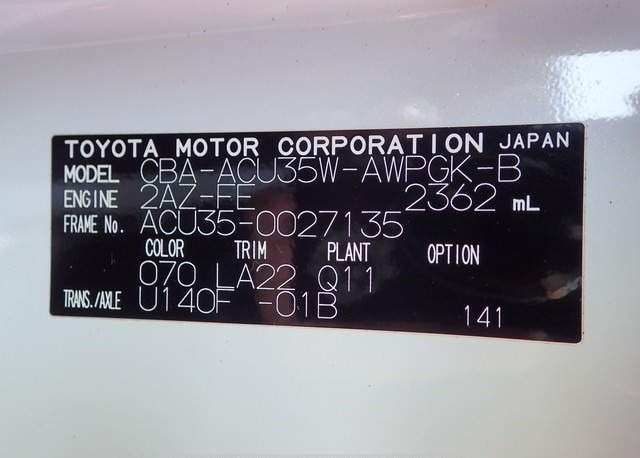 TOYOTA MOTOR CORPORATION JAPAN
MODEL CBA-ACU35W-AWPGK-B
ENGINE 2AZ-FE 2362 mL
FRAME No. ACU35-0027135
COLOR TRIM PLANT OPTION
070 LA22 Q11
TRANS./AXLE U140F -01B 141